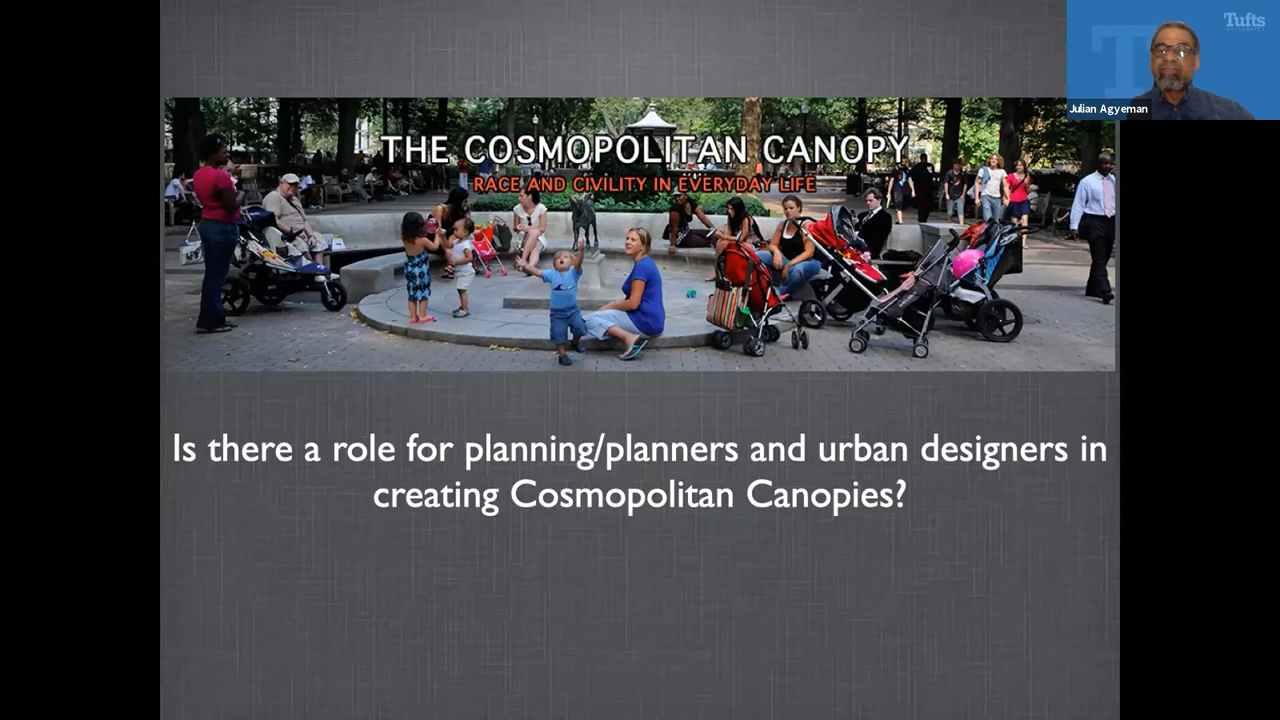 Tufts
UNIVERSITY
Julian Agyeman
THE COSMOPOLITAN CANOPY
RACE AND CIVILITY IN EVERYDAY LIFE
Is there a role for planning/planners and urban designers in
creating Cosmopolitan Canopies?